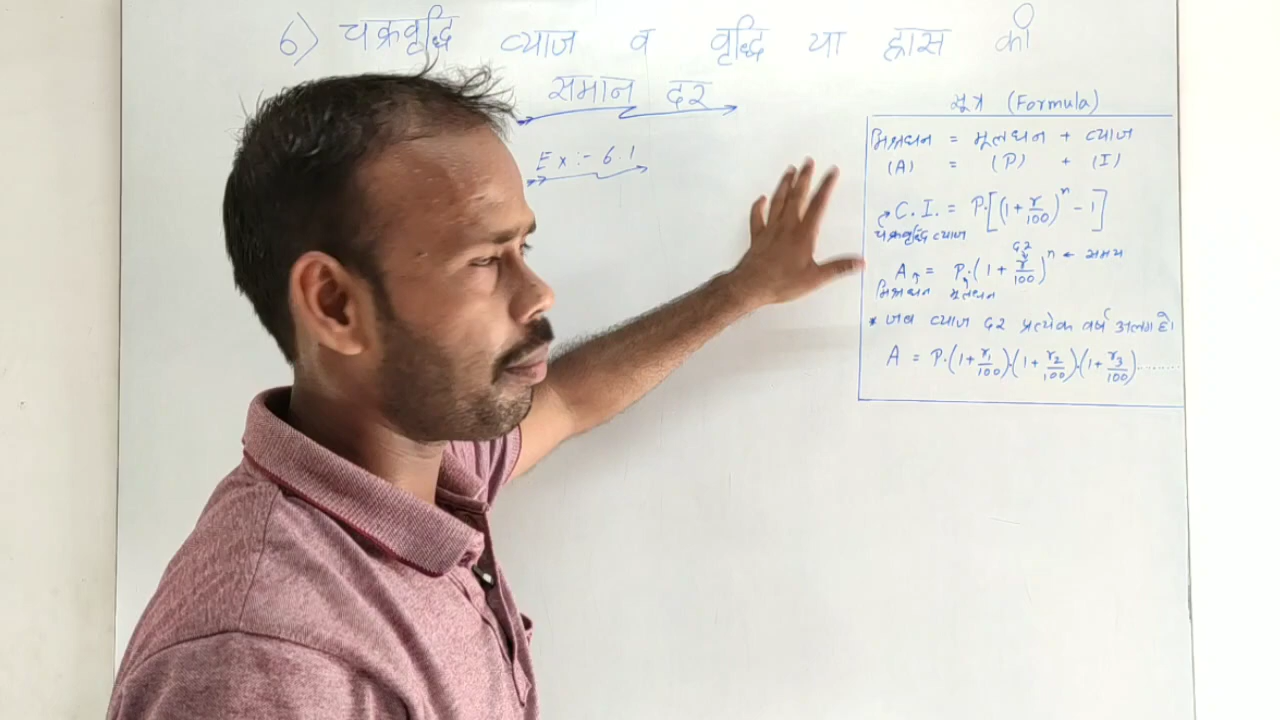 6) चक्रवृद्धि ब्याज व वृद्धि या ह्रास की
समान दर
Ex :- 6.1
सूत्र (Formula)
मिश्रधन = मूलधन + ब्याज
(A) = (P) + (I)
C. I. = P.[(1+r/100)^n - 1]
चक्रवृद्धि ब्याज
दर
A = P.(1+r/100)^n ← समय
मिश्रधन मूलधन
* जब ब्याज दर प्रत्येक वर्ष अलग हो।
A = P.(1+r₁/100).(1+r₂/100).(1+r₃/100)........